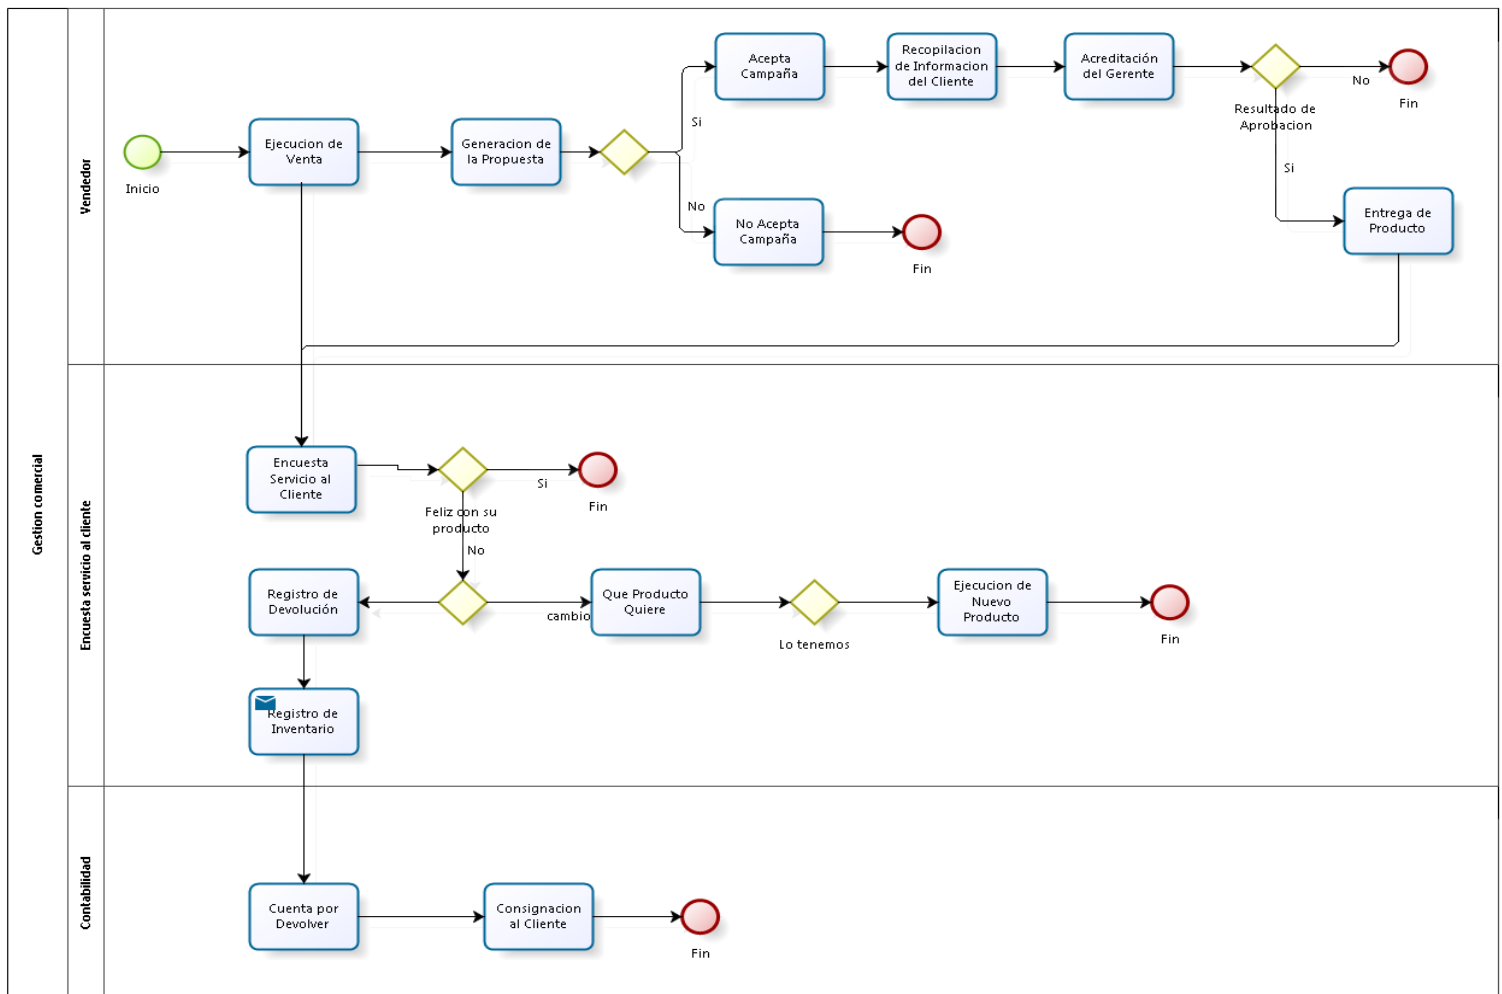 Gestion comercial
Vendedor
Inicio
Ejecucion de
Venta
Generacion de
la Propuesta
Si
No
Acepta
Campaña
Recopilacion
de Informacion
del Cliente
Acreditación
del Gerente
Resultado de
Aprobacion
No
Fin
Si
Entrega de
Producto
No Acepta
Campaña
Fin
Encuesta servicio al cliente
Encuesta
Servicio al
Cliente
Feliz con su
producto
Si
Fin
No
Registro de
Devolución
cambio
Que Producto
Quiere
Lo tenemos
Ejecucion de
Nuevo
Producto
Fin
Registro de
Inventario
Contabilidad
Cuenta por
Devolver
Consignacion
al Cliente
Fin